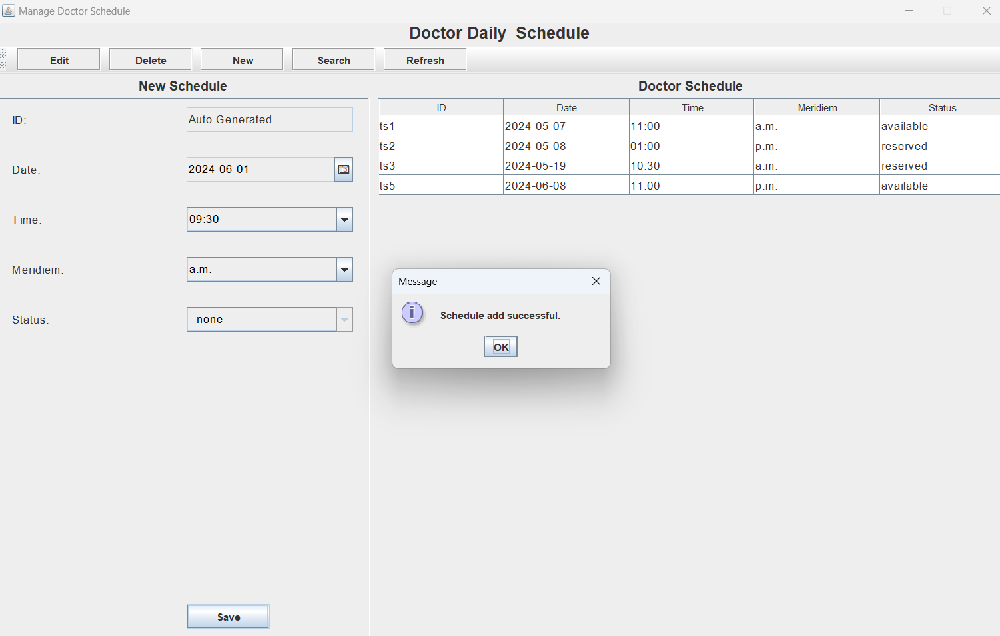 Manage Doctor Schedule
Doctor Daily  Schedule
Edit Delete New Search Refresh
New Schedule
ID: Auto Generated
Date: 2024-06-01
Time: 09:30
Meridiem: a.m.
Status: - none -
Save
Doctor Schedule
ID Date Time Meridiem Status
ts1 2024-05-07 11:00 a.m. available
ts2 2024-05-08 01:00 p.m. reserved
ts3 2024-05-19 10:30 a.m. reserved
ts5 2024-06-08 11:00 p.m. available
Message
Schedule add successful.
OK